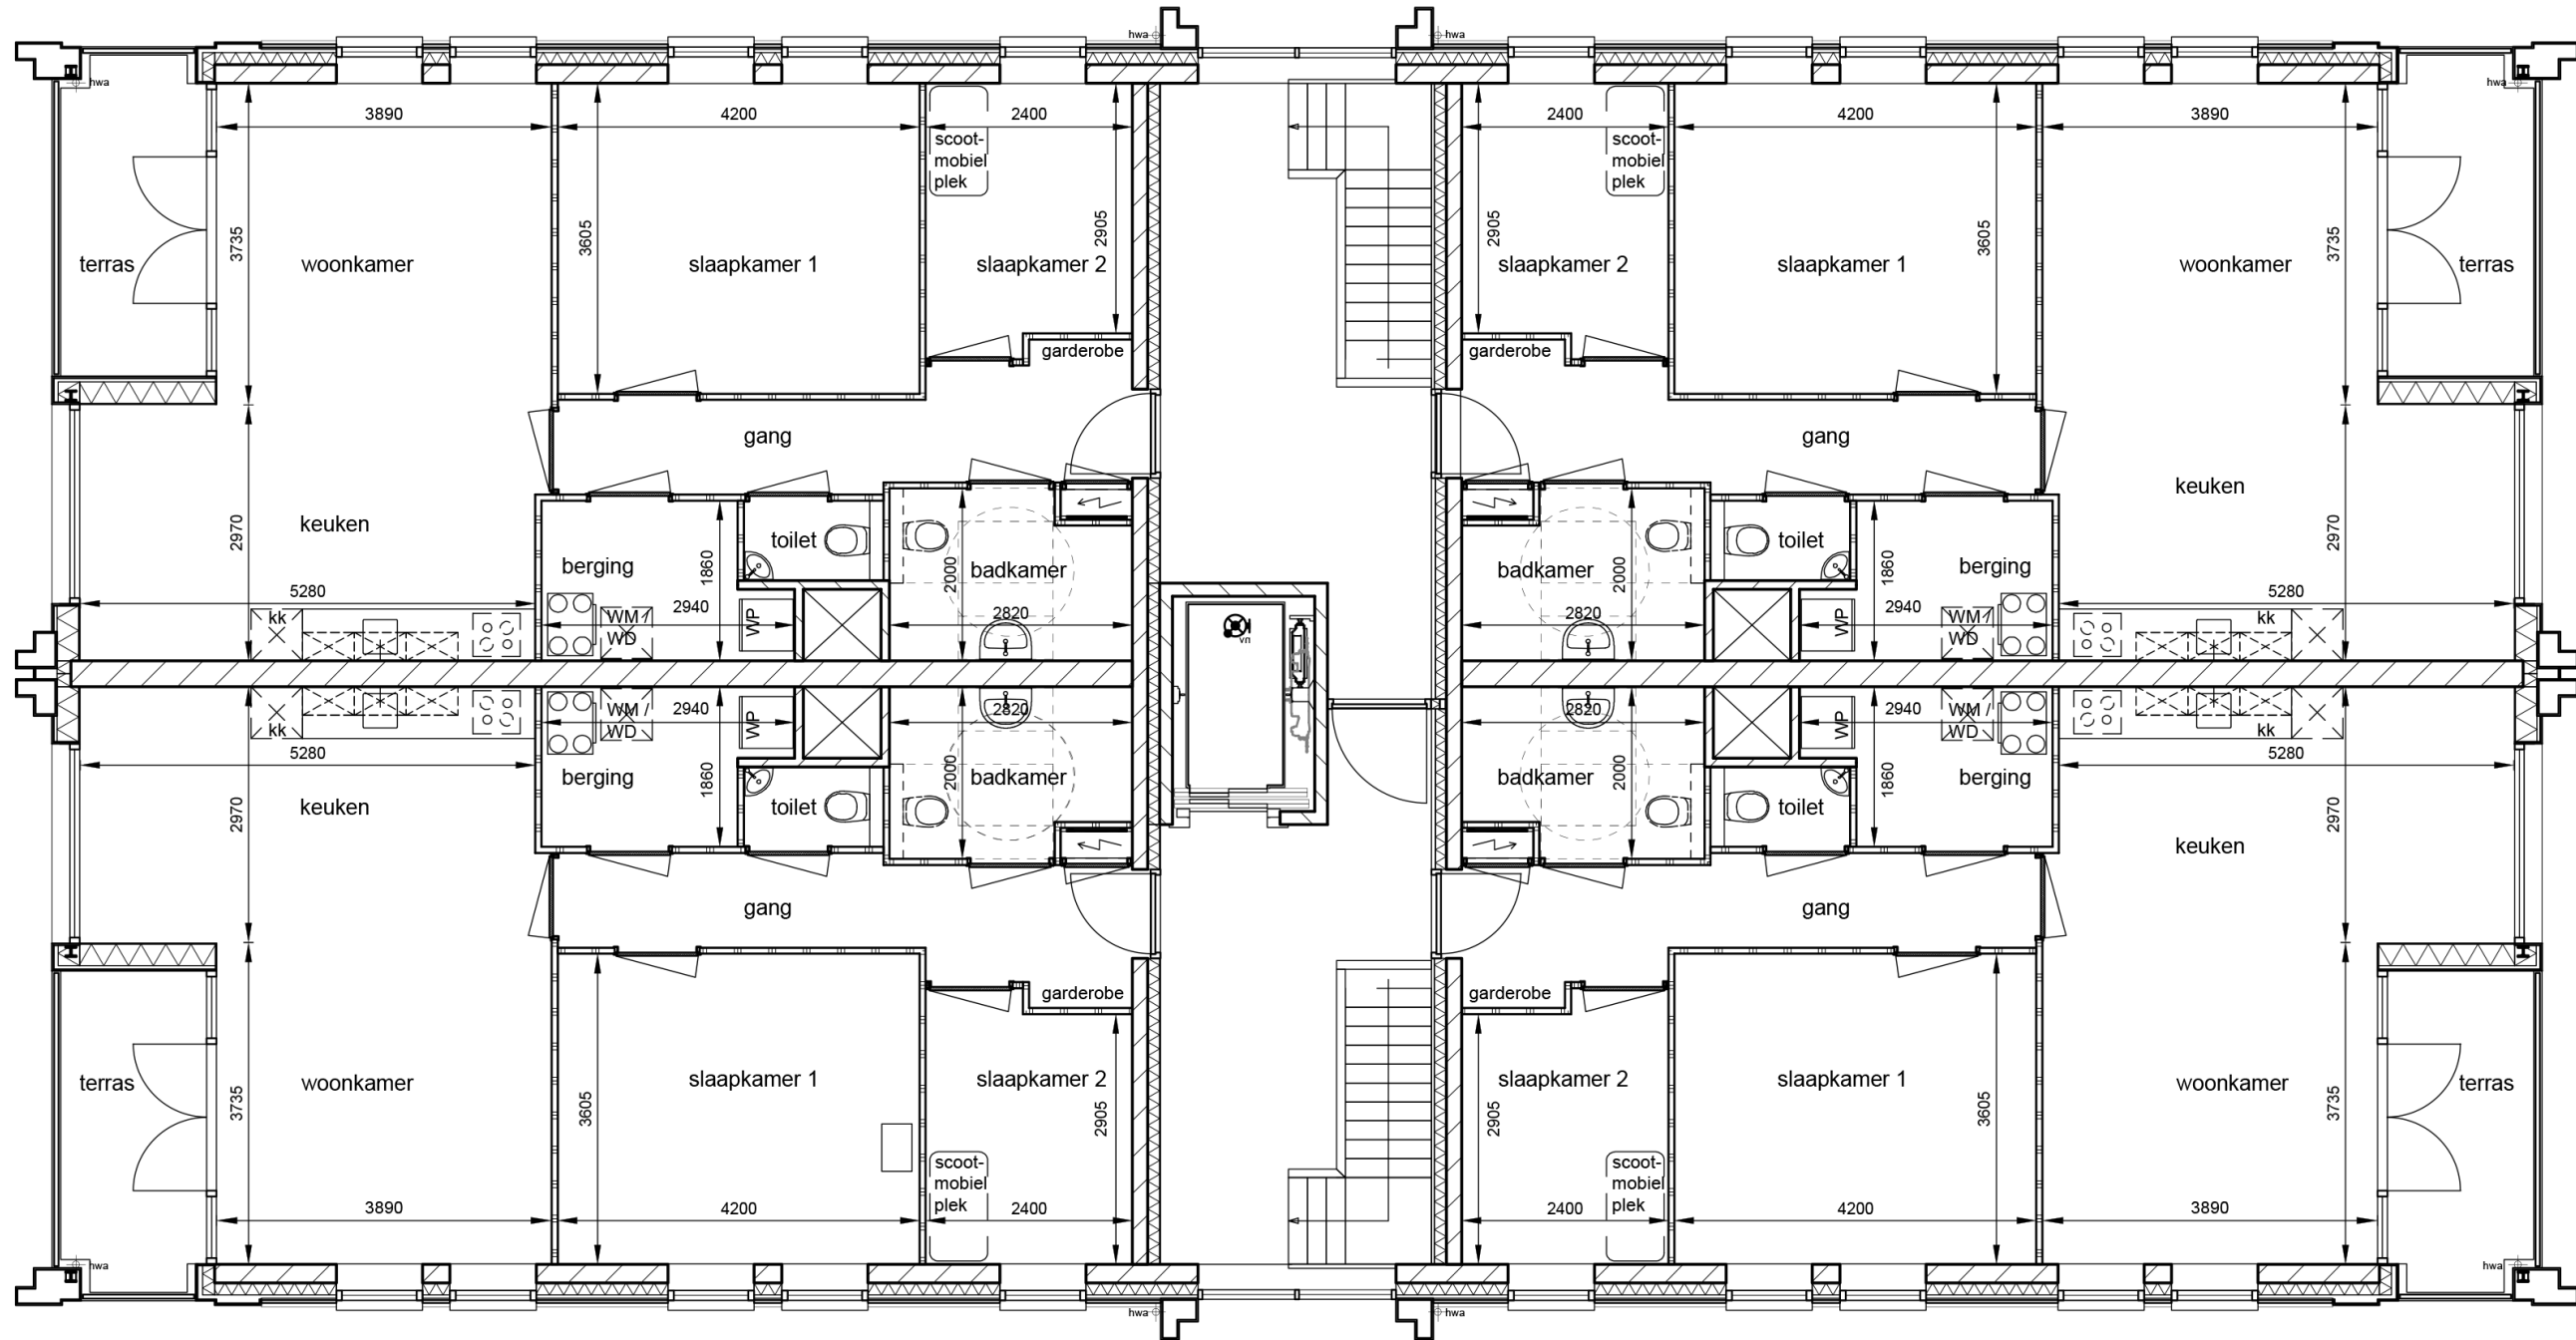 hwa hwa
hwa hwa
3890 4200 2400 2400 4200 3890
scoot-
mobiel
plek
scoot-
mobiel
plek
3735 3605 2905 2905 3605 3735
terras woonkamer slaapkamer 1 slaapkamer 2 slaapkamer 2 slaapkamer 1 woonkamer terras
garderobe garderobe
gang gang
keuken keuken
2970 2970
toilet toilet
berging badkamer badkamer berging
1860 2000 2000 1860
5280 2940 2820 2820 2940 5280
kk WM / WP WP WM / kk
WD WD
kk WM / WP WP WM / kk
WD WD
5280 2940 2820 2820 2940 5280
berging badkamer badkamer berging
1860 2000 2000 1860
toilet toilet
keuken keuken
2970 2970
gang gang
garderobe garderobe
terras woonkamer slaapkamer 1 slaapkamer 2 slaapkamer 2 slaapkamer 1 woonkamer terras
3735 3605 2905 2905 3605 3735
scoot-
mobiel
plek
scoot-
mobiel
plek
3890 4200 2400 2400 4200 3890
hwa hwa
hwa hwa